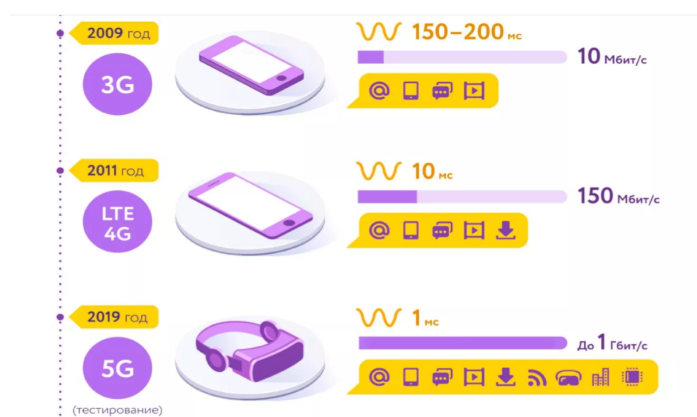 2009 год
150–200 мс
3G
10 Мбит/с
2011 год
10 мс
LTE
4G
150 Мбит/с
2019 год
1 мс
5G
До 1 Гбит/с
(тестирование)